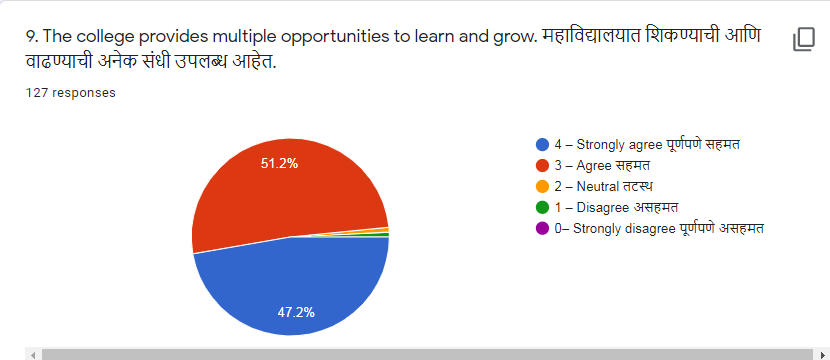 9. The college provides multiple opportunities to learn and grow. महाविद्यालयात शिकण्याची आणि
वाढण्याची अनेक संधी उपलब्ध आहेत.
127 responses
51.2%
47.2%
4 – Strongly agree पूर्णपणे सहमत
3 – Agree सहमत
2 – Neutral तटस्थ
1 – Disagree असहमत
0– Strongly disagree पूर्णपणे असहमत